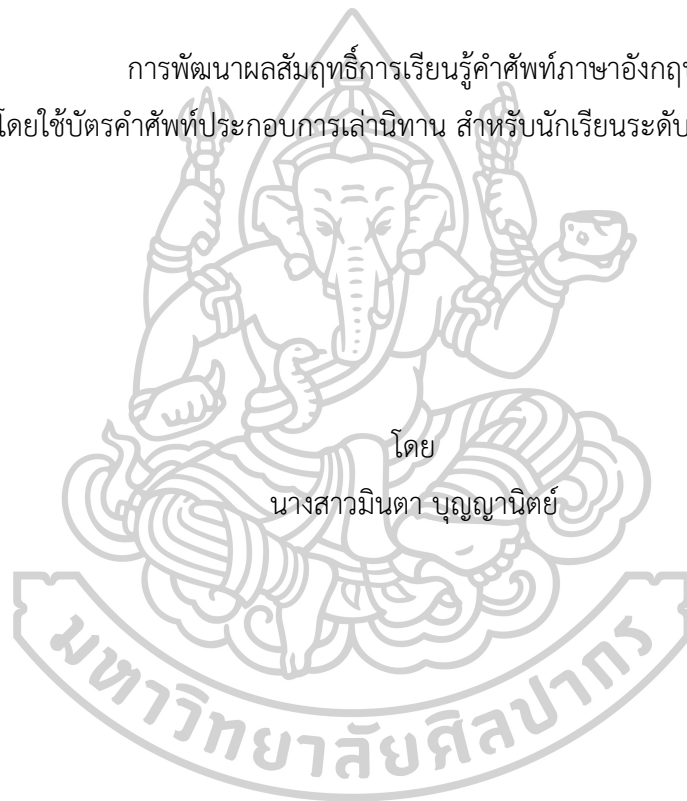 การพัฒนาผลสัมฤทธิ์การเรียนรู้คำศัพท์ภาษาอังกฤษ
โดยใช้บัตรคำศัพท์ประกอบการเล่านิทาน สำหรับนักเรียนระดับ
โดย
นางสาวมินตา บุญญานิตย์
มหาวิทยาลัยศิลปากร